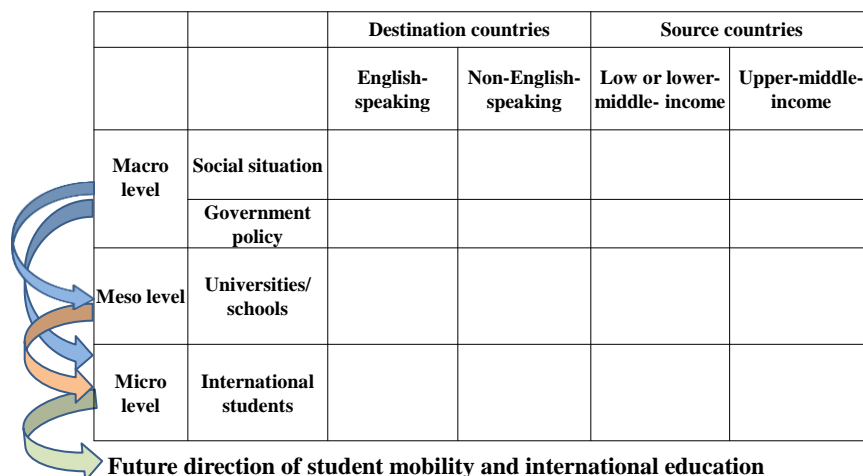 Destination countries Source countries
English- Non-English- Low or lower- Upper-middle-
speaking speaking middle- income income
Macro Social situation
level
Government
policy
Meso level Universities/
schools
Micro International
level students
Future direction of student mobility and international education